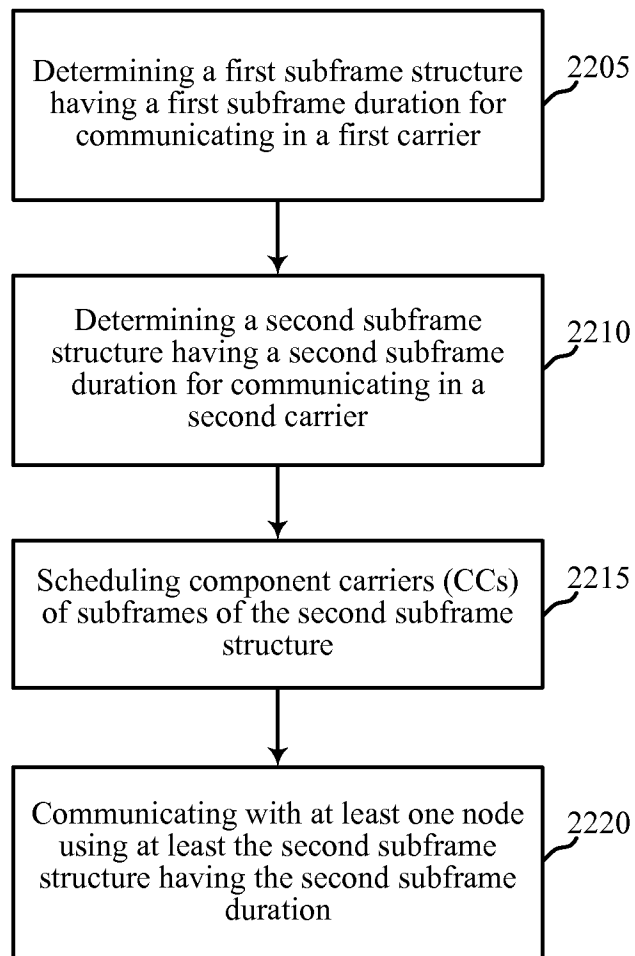 Determining a first subframe structure
having a first subframe duration for
communicating in a first carrier
2205
Determining a second subframe
structure having a second subframe
duration for communicating in a
second carrier
2210
Scheduling component carriers (CCs)
of subframes of the second subframe
structure
2215
Communicating with at least one node
using at least the second subframe
structure having the second subframe
duration
2220